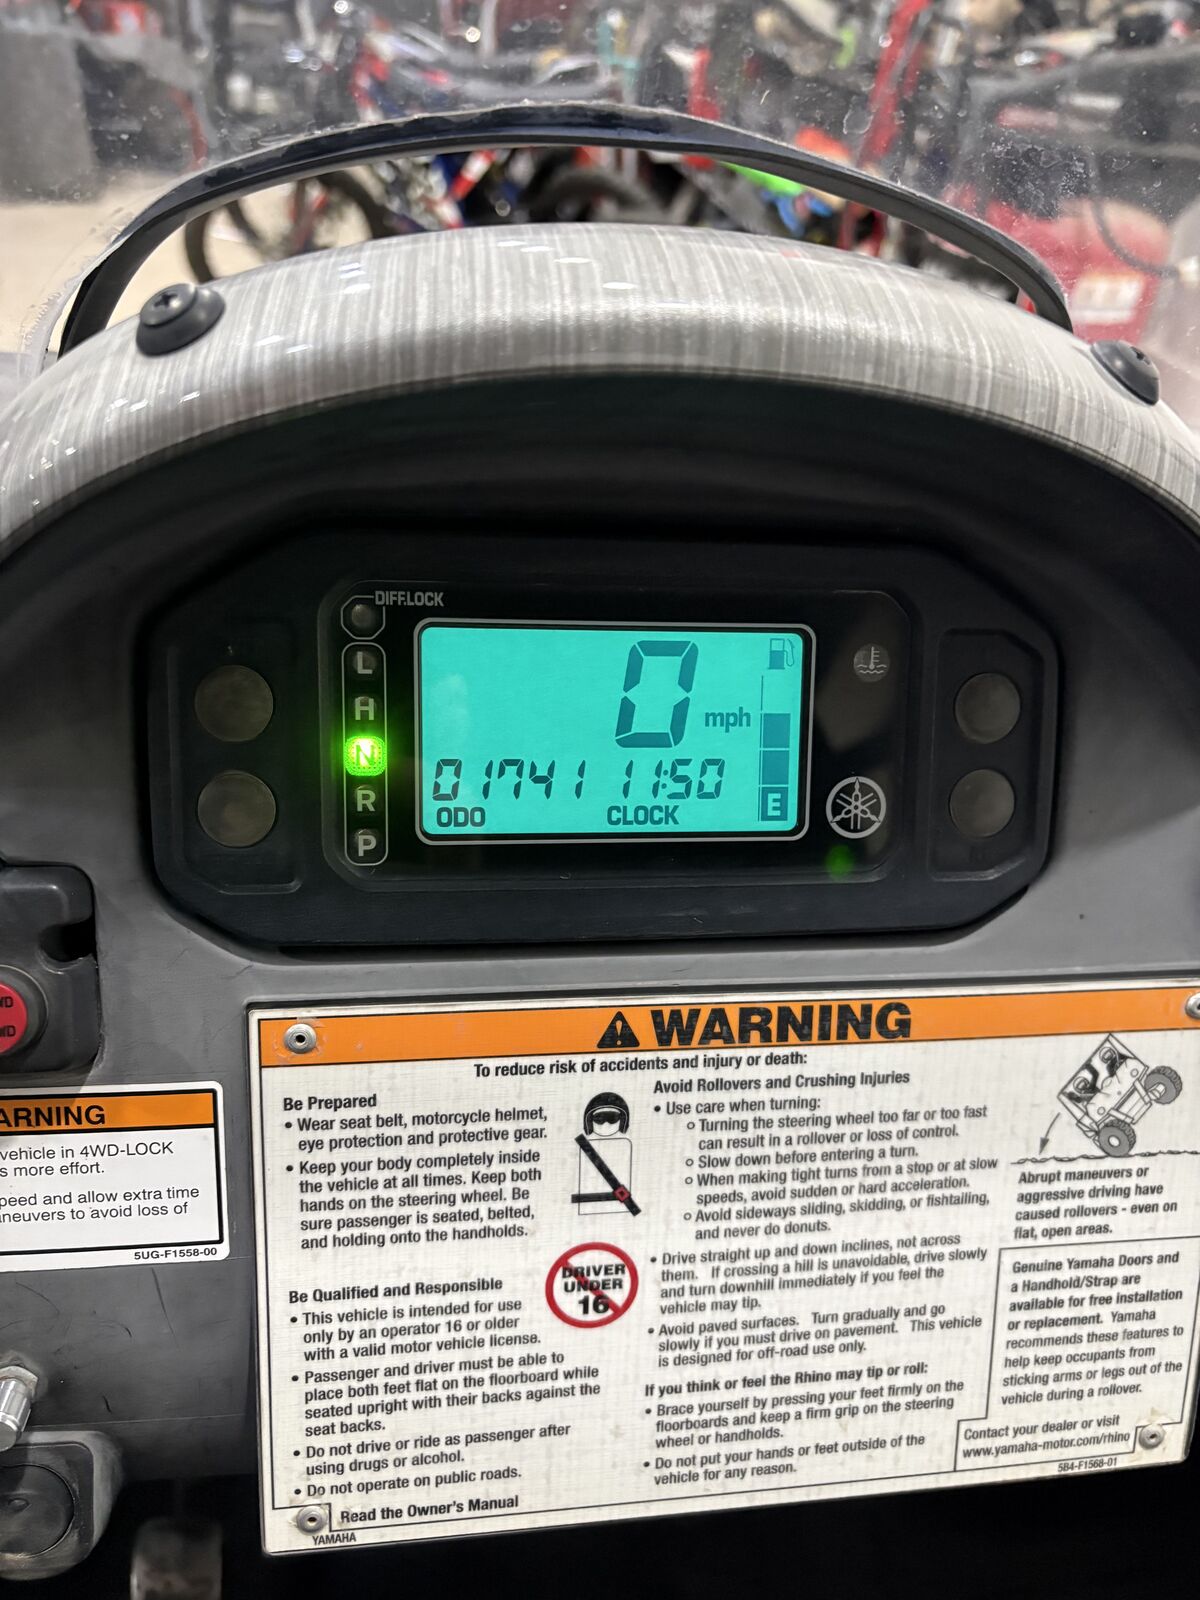 DIFF.LOCK
L
H
N
R
P
0
mph
01741 11:50
ODO CLOCK
E
WD
WD
WARNING
To reduce risk of accidents and injury or death:
Be Prepared
• Wear seat belt, motorcycle helmet,
eye protection and protective gear.
• Keep your body completely inside
the vehicle at all times. Keep both
hands on the steering wheel. Be
sure passenger is seated, belted,
and holding onto the handholds.
Be Qualified and Responsible
• This vehicle is intended for use
only by an operator 16 or older
with a valid motor vehicle license.
• Passenger and driver must be able to
place both feet flat on the floorboard while
seated upright with their backs against the
seat backs.
• Do not drive or ride as passenger after
using drugs or alcohol.
• Do not operate on public roads.
Read the Owner's Manual
YAMAHA
DRIVER
UNDER
16
Avoid Rollovers and Crushing Injuries
• Use care when turning:
o Turning the steering wheel too far or too fast
can result in a rollover or loss of control.
o Slow down before entering a turn.
o When making tight turns from a stop or at slow
speeds, avoid sudden or hard acceleration.
o Avoid sideways sliding, skidding, or fishtailing,
and never do donuts.
• Drive straight up and down inclines, not across
them. If crossing a hill is unavoidable, drive slowly
and turn downhill immediately if you feel the
vehicle may tip.
• Avoid paved surfaces. Turn gradually and go
slowly if you must drive on pavement. This vehicle
is designed for off-road use only.
If you think or feel the Rhino may tip or roll:
• Brace yourself by pressing your feet firmly on the
floorboards and keep a firm grip on the steering
wheel or handholds.
• Do not put your hands or feet outside of the
vehicle for any reason.
Abrupt maneuvers or
aggressive driving have
caused rollovers - even on
flat, open areas.
Genuine Yamaha Doors and
a Handhold/Strap are
available for free installation
or replacement. Yamaha
recommends these features to
help keep occupants from
sticking arms or legs out of the
vehicle during a rollover.
Contact your dealer or visit
www.yamaha-motor.com/rhino
5B4-F1568-01
ARNING
vehicle in 4WD-LOCK
s more effort.
peed and allow extra time
aneuvers to avoid loss of
5UG-F1558-00